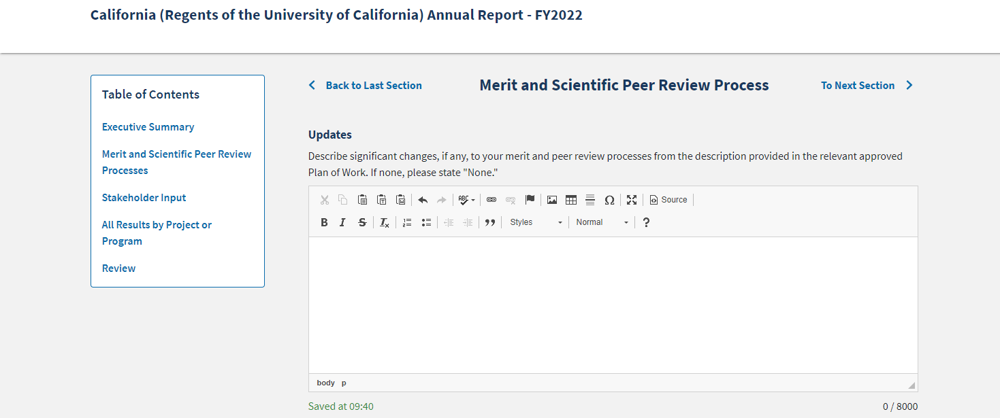 California (Regents of the University of California) Annual Report - FY2022
Table of Contents
Executive Summary
Merit and Scientific Peer Review
Processes
Stakeholder Input
All Results by Project or
Program
Review
Back to Last Section
Merit and Scientific Peer Review Process
To Next Section
Updates
Describe significant changes, if any, to your merit and peer review processes from the description provided in the relevant approved
Plan of Work. If none, please state "None."
ABC
Source
B I S Tx Styles Normal ?
body p
Saved at 09:40
0 / 8000